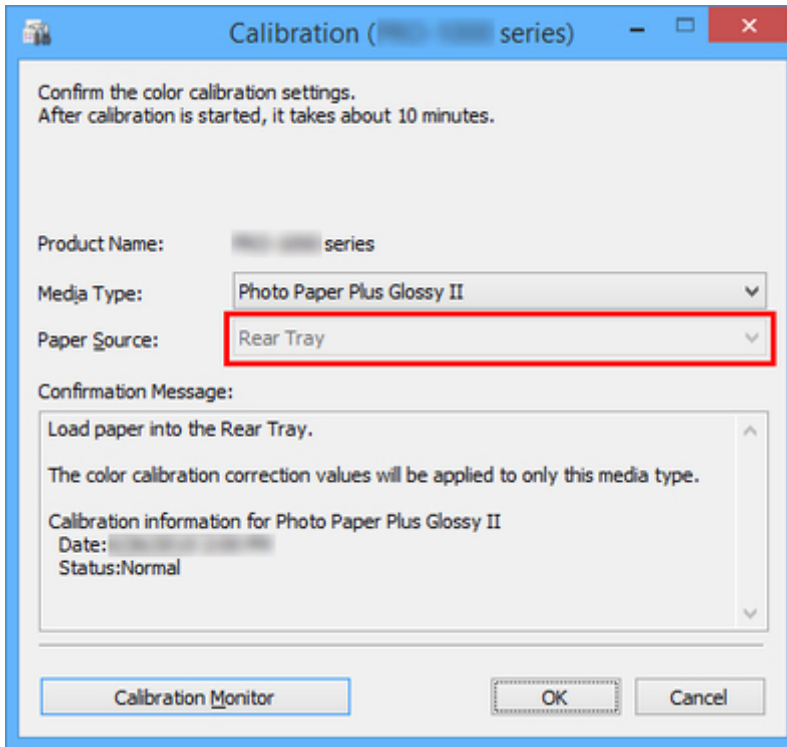 Calibration ( series)
Confirm the color calibration settings.
After calibration is started, it takes about 10 minutes.
Product Name: series
Media Type: Photo Paper Plus Glossy II
Paper Source: Rear Tray
Confirmation Message:
Load paper into the Rear Tray.
The color calibration correction values will be applied to only this media type.
Calibration information for Photo Paper Plus Glossy II
Date:
Status:Normal
Calibration Monitor OK Cancel